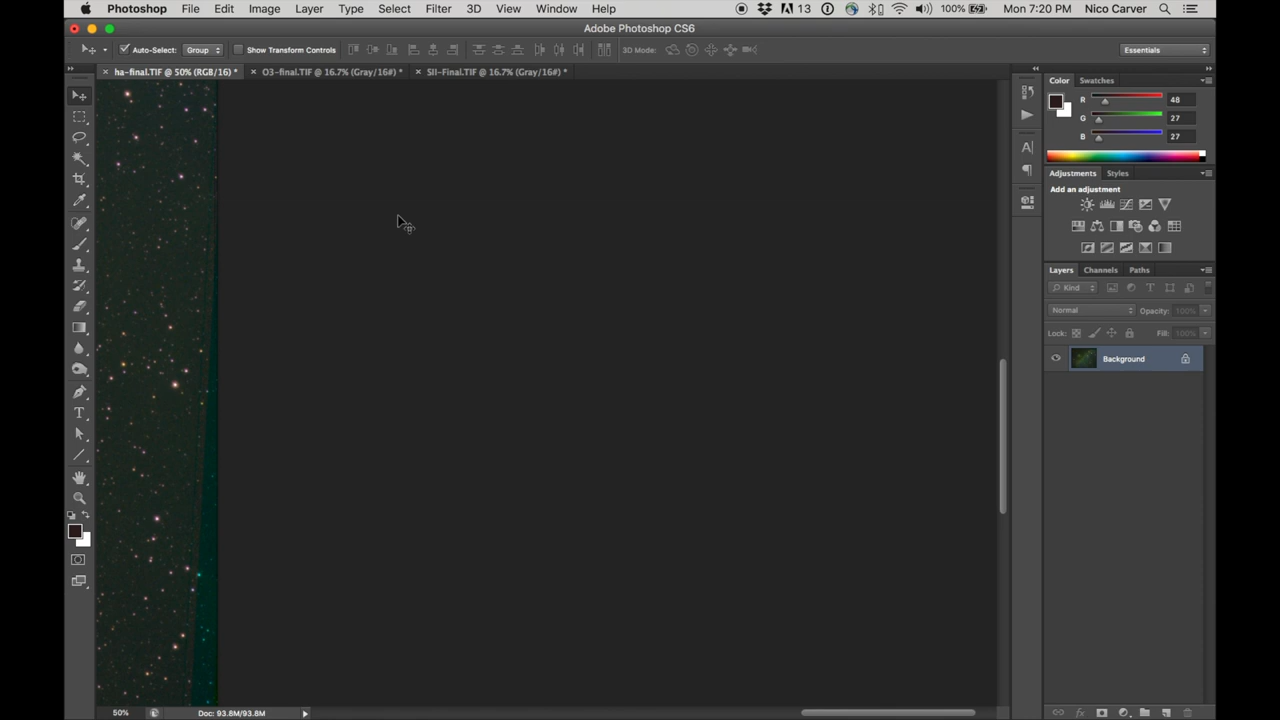 Photoshop File Edit Image Layer Type Select Filter 3D View Window Help 13 100% Mon 7:20 PM Nico Carver
Adobe Photoshop CS6
Auto-Select: Group Show Transform Controls 3D Mode: Essentials
× ha-final.TIF @ 50% (RGB/16) * × O3-final.TIF @ 16.7% (Gray/16#) * × SII-Final.TIF @ 16.7% (Gray/16#) *
Color Swatches
R 48
G 27
B 27
Adjustments Styles
Add an adjustment
Layers Channels Paths
Kind
Normal Opacity: 100%
Lock: Fill: 100%
Background
50% Doc: 93.8M/93.8M